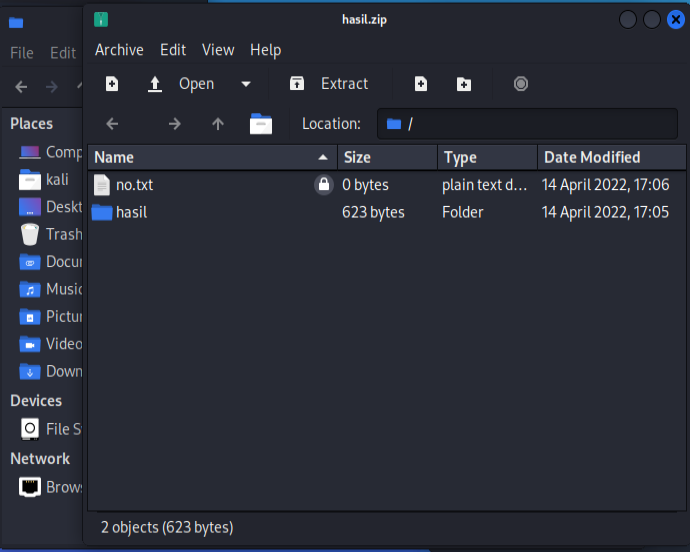 hasil.zip
File Edit
Archive Edit View Help
Open Extract
Location: /
Places
Comp
kali
Deskt
Trash
Docu
Music
Pictu
Video
Down
Devices
File S
Network
Brow
Name Size Type Date Modified
no.txt 0 bytes plain text d... 14 April 2022, 17:06
hasil 623 bytes Folder 14 April 2022, 17:05
2 objects (623 bytes)